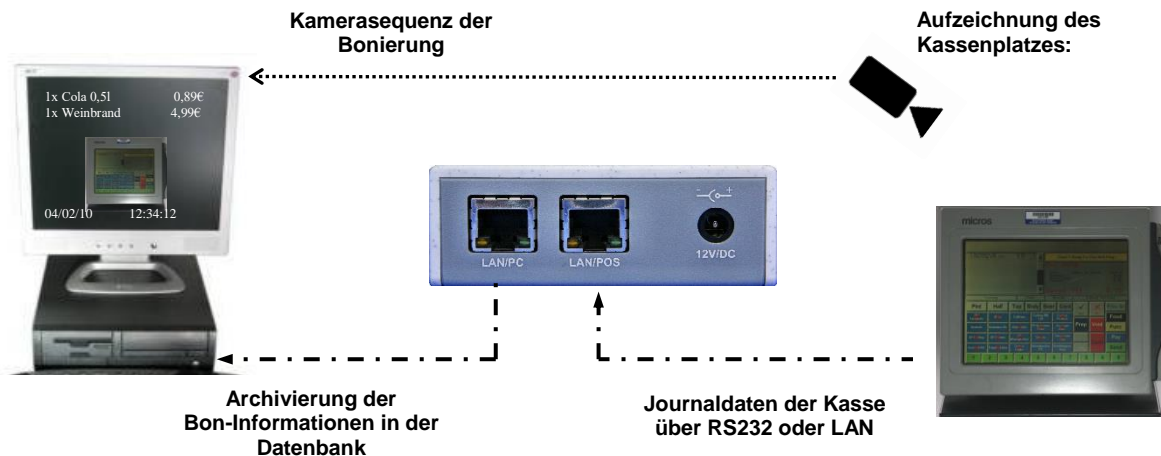 Kamerasequenz der
Bonierung
Aufzeichnung des
Kassenplatzes:
1x Cola 0,5l 0,89€
1x Weinbrand 4,99€
04/02/10 12:34:12
LAN/PC LAN/POS 12V/DC
micros
Archivierung der
Bon-Informationen in der
Datenbank
Journaldaten der Kasse
über RS232 oder LAN